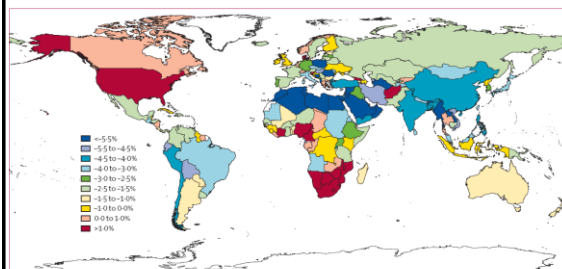 <-5·5%
-5·5 to -4·5%
-4·5 to -4·0%
-4·0 to -3·0%
-3·0 to -2·5%
-2·5 to -1·5%
-1·5 to -1·0%
-1·0 to 0·0%
0·0 to 1·0%
>1·0%